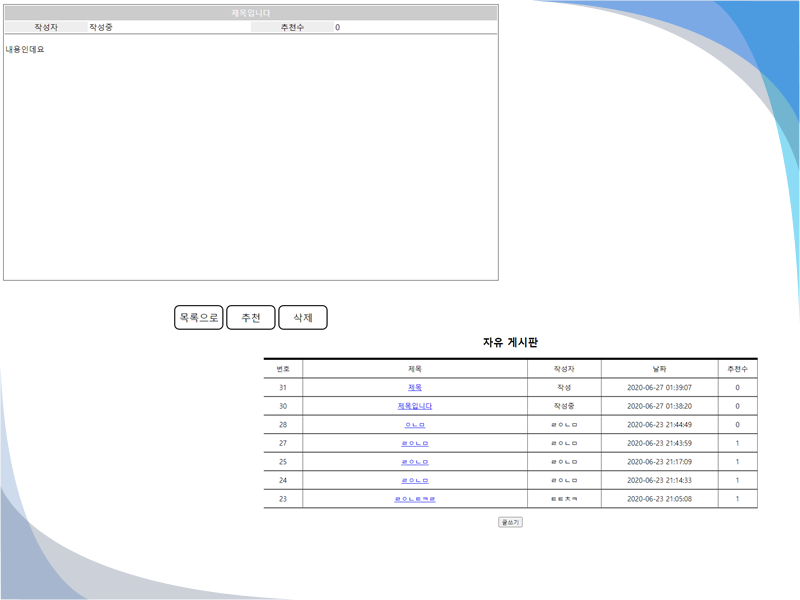 제목입니다
작성자 작성중 추천수 0
내용인데요
목록으로 추천 삭제
자유 게시판
번호 제목 작성자 날짜 추천수
31 제목 작성 2020-06-27 01:39:07 0
30 제목입니다 작성중 2020-06-27 01:38:20 0
28 ㅇㄴㅁ ㄹㅇㄴㅁ 2020-06-23 21:44:49 0
27 ㄹㅇㄴㅁ ㄹㅇㄴㅁ 2020-06-23 21:43:59 1
25 ㄹㅇㄴㅁ ㄹㅇㄴㅁ 2020-06-23 21:17:09 1
24 ㄹㅇㄴㅁ ㄹㅇㄴㅁ 2020-06-23 21:14:33 1
23 2020-06-23 21:05:08 1
글쓰기